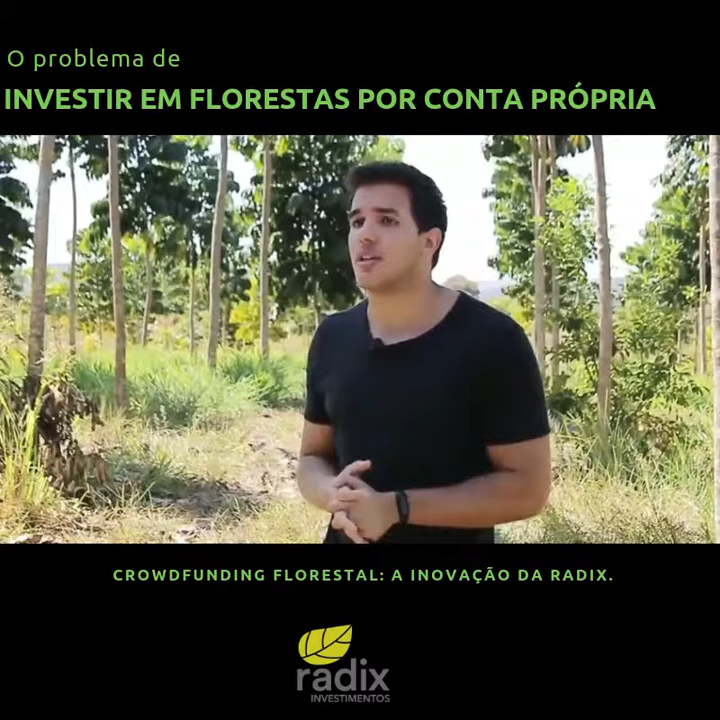 O problema de
INVESTIR EM FLORESTAS POR CONTA PRÓPRIA
CROWDFUNDING FLORESTAL: A INOVAÇÃO DA RADIX.
radix
INVESTIMENTOS